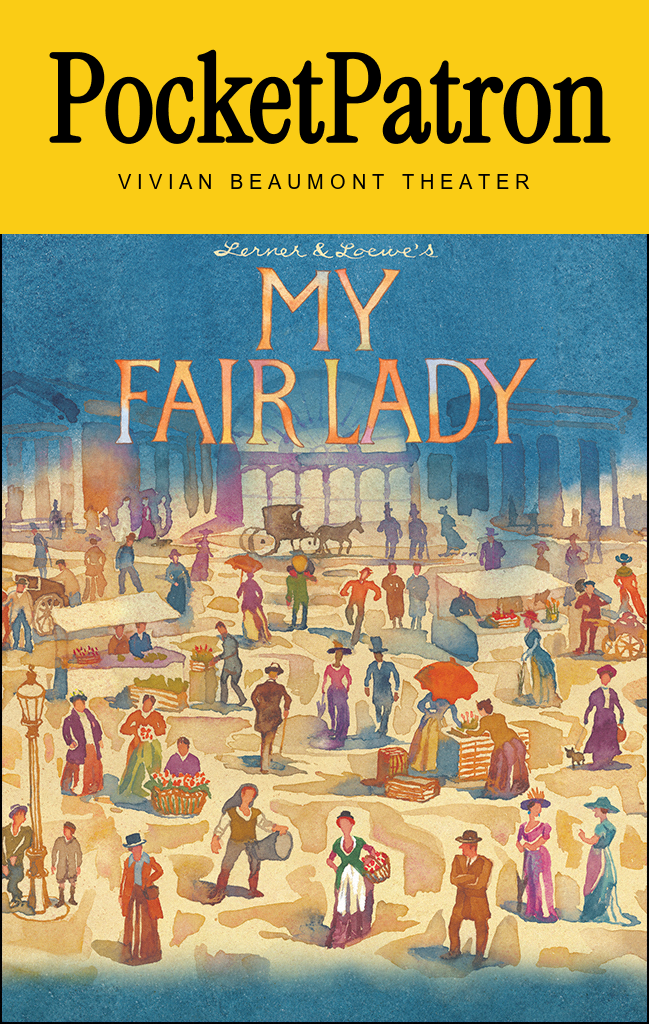 PocketPatron
VIVIAN BEAUMONT THEATER
Lerner & Loewe's
MY
FAIR LADY